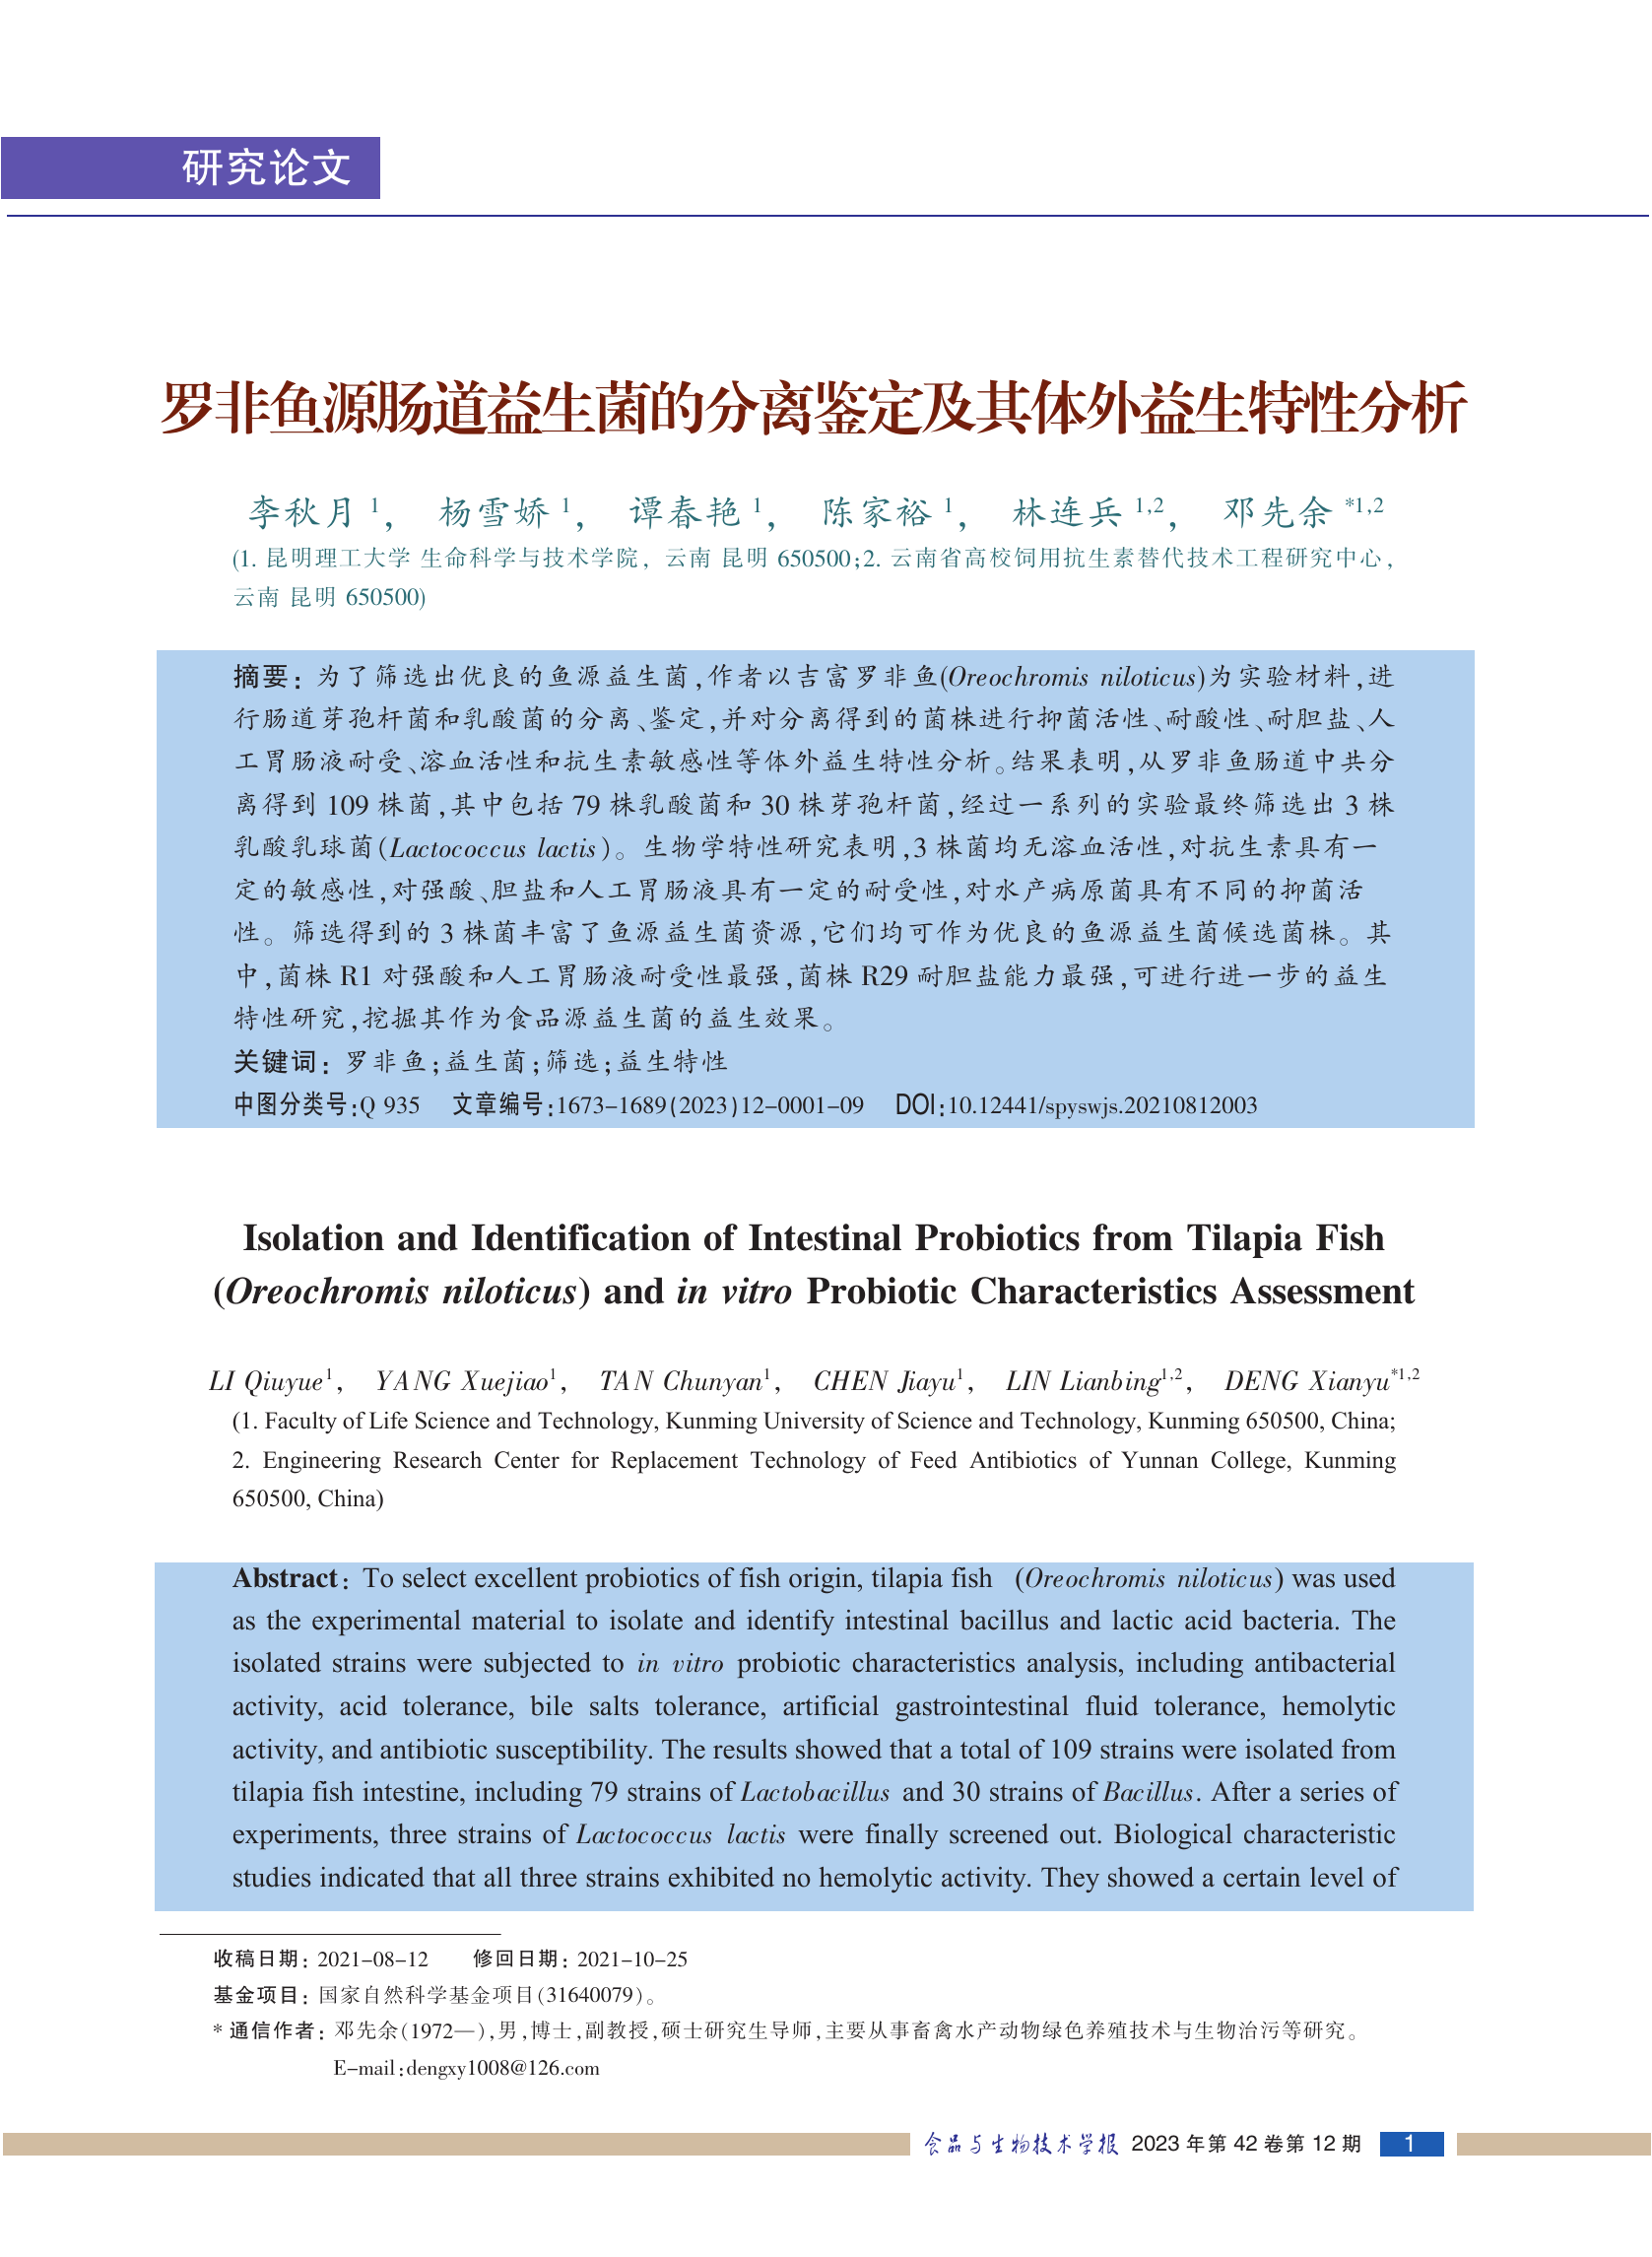 研究论文
罗非鱼源肠道益生菌的分离鉴定及其体外益生特性分析
李秋月 1, 杨雪娇 1, 谭春艳 1, 陈家裕 1, 林连兵 1,2, 邓先余 *1,2
(1. 昆明理工大学 生命科学与技术学院, 云南 昆明 650500;2. 云南省高校饲用抗生素替代技术工程研究中心,
云南 昆明 650500)
摘要: 为了筛选出优良的鱼源益生菌,作者以吉富罗非鱼(Oreochromis niloticus)为实验材料,进
行肠道芽孢杆菌和乳酸菌的分离、鉴定,并对分离得到的菌株进行抑菌活性、耐酸性、耐胆盐、人
工胃肠液耐受、溶血活性和抗生素敏感性等体外益生特性分析。结果表明,从罗非鱼肠道中共分
离得到 109 株菌,其中包括 79 株乳酸菌和 30 株芽孢杆菌,经过一系列的实验最终筛选出 3 株
乳酸乳球菌(Lactococcus lactis)。生物学特性研究表明,3 株菌均无溶血活性,对抗生素具有一
定的敏感性,对强酸、胆盐和人工胃肠液具有一定的耐受性,对水产病原菌具有不同的抑菌活
性。筛选得到的 3 株菌丰富了鱼源益生菌资源,它们均可作为优良的鱼源益生菌候选菌株。其
中,菌株 R1 对强酸和人工胃肠液耐受性最强,菌株 R29 耐胆盐能力最强,可进行进一步的益生
特性研究,挖掘其作为食品源益生菌的益生效果。
关键词: 罗非鱼;益生菌;筛选;益生特性
中图分类号:Q 935 文章编号:1673-1689(2023)12-0001-09 DOI:10.12441/spyswjs.20210812003
Isolation and Identification of Intestinal Probiotics from Tilapia Fish
(Oreochromis niloticus) and in vitro Probiotic Characteristics Assessment
LI Qiuyue1, YANG Xuejiao1, TAN Chunyan1, CHEN Jiayu1, LIN Lianbing1,2, DENG Xianyu*1,2
(1. Faculty of Life Science and Technology, Kunming University of Science and Technology, Kunming 650500, China;
2. Engineering Research Center for Replacement Technology of Feed Antibiotics of Yunnan College, Kunming
650500, China)
Abstract: To select excellent probiotics of fish origin, tilapia fish (Oreochromis niloticus) was used
as the experimental material to isolate and identify intestinal bacillus and lactic acid bacteria. The
isolated strains were subjected to in vitro probiotic characteristics analysis, including antibacterial
activity, acid tolerance, bile salts tolerance, artificial gastrointestinal fluid tolerance, hemolytic
activity, and antibiotic susceptibility. The results showed that a total of 109 strains were isolated from
tilapia fish intestine, including 79 strains of Lactobacillus and 30 strains of Bacillus. After a series of
experiments, three strains of Lactococcus lactis were finally screened out. Biological characteristic
studies indicated that all three strains exhibited no hemolytic activity. They showed a certain level of
收稿日期: 2021-08-12 修回日期: 2021-10-25
基金项目: 国家自然科学基金项目(31640079)。
* 通信作者: 邓先余(1972—),男,博士,副教授,硕士研究生导师,主要从事畜禽水产动物绿色养殖技术与生物治污等研究。
E-mail:dengxy1008@126.com
食品与生物技术学报 2023 年第 42 卷第 12 期 1